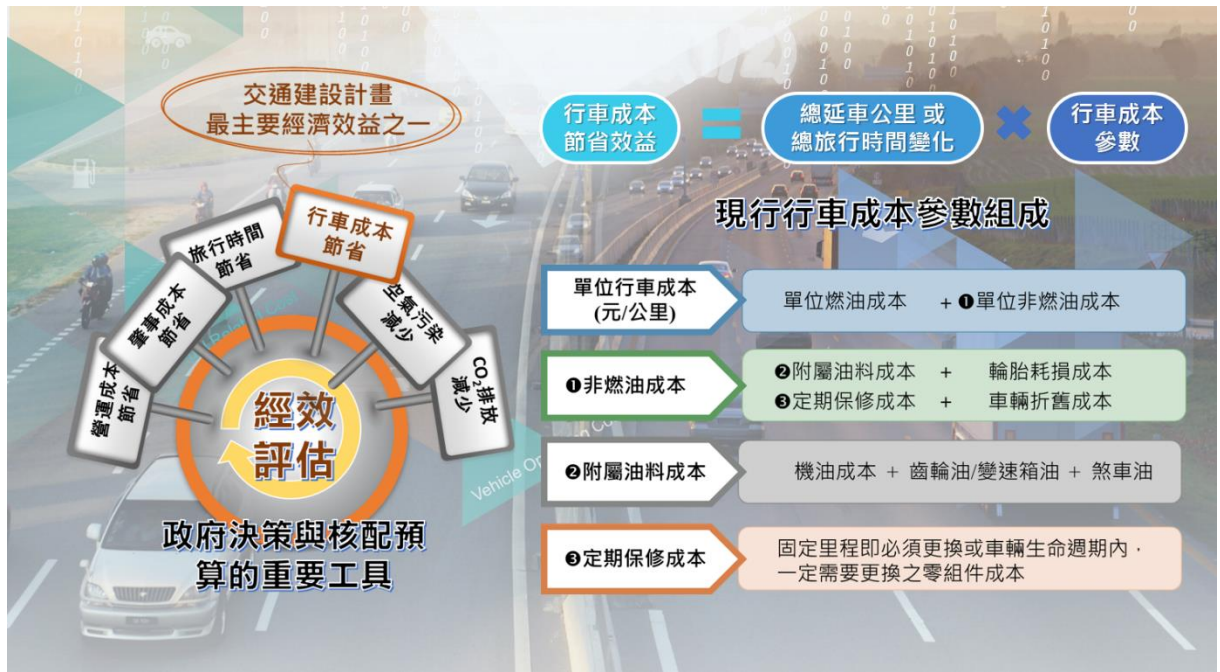 交通建設計畫
最主要經濟效益之一
營運成本
節省
肇事成本
節省
旅行時間
節省
行車成本
節省
空氣污染
減少
CO₂排放
減少
經效
評估
政府決策與核配預
算的重要工具
行車成本
節省效益
=
總延車公里 或
總旅行時間變化
×
行車成本
參數
現行行車成本參數組成
單位行車成本
(元/公里)
單位燃油成本 + ❶單位非燃油成本
❶非燃油成本
❷附屬油料成本 + 輪胎耗損成本
❸定期保修成本 + 車輛折舊成本
❷附屬油料成本
機油成本 + 齒輪油/變速箱油 + 煞車油
❸定期保修成本
固定里程即必須更換或車輛生命週期內，
一定需要更換之零組件成本